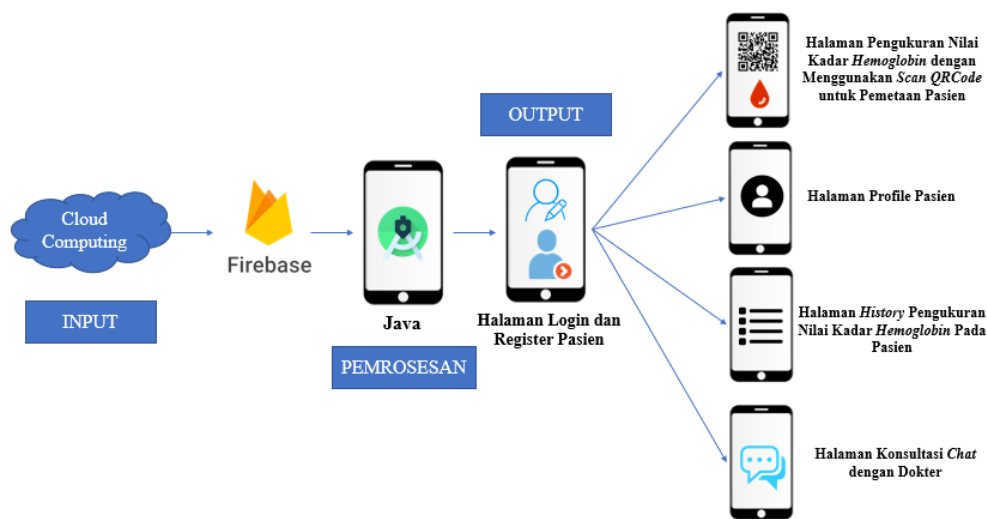 Cloud
Computing
INPUT
Firebase
Java
PEMROSESAN
OUTPUT
Halaman Login dan
Register Pasien
Halaman Pengukuran Nilai
Kadar Hemoglobin dengan
Menggunakan Scan QRCode
untuk Pemetaan Pasien
Halaman Profile Pasien
Halaman History Pengukuran
Nilai Kadar Hemoglobin Pada
Pasien
Halaman Konsultasi Chat
dengan Dokter